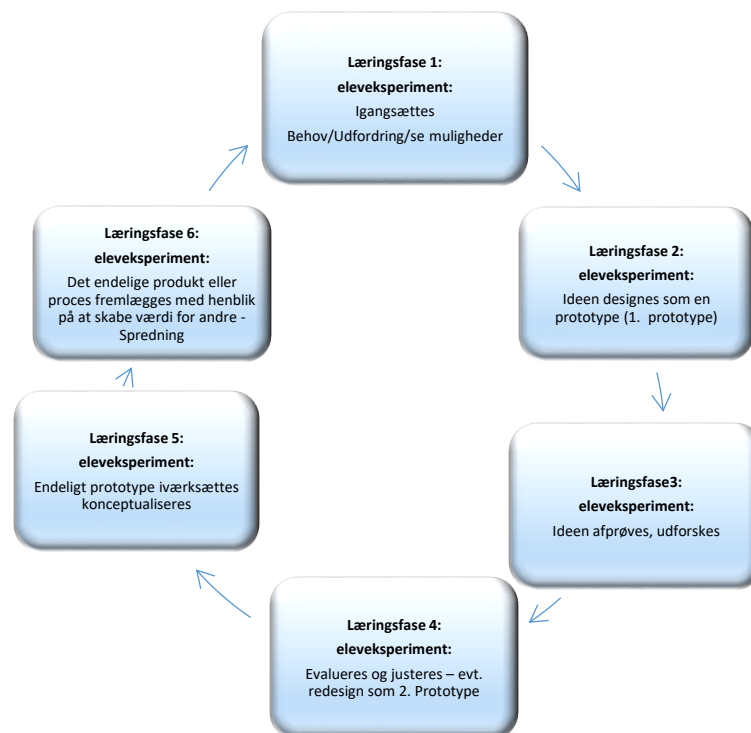 Læringsfase 1:
eleveksperiment:
Igangsættes
Behov/Udfordring/se muligheder
Læringsfase 2:
eleveksperiment:
Ideen designes som en
prototype (1. prototype)
Læringsfase3:
eleveksperiment:
Ideen afprøves, udforskes
Læringsfase 4:
eleveksperiment:
Evalueres og justeres – evt.
redesign som 2. Prototype
Læringsfase 5:
eleveksperiment:
Endeligt prototype iværksættes
konceptualiseres
Læringsfase 6:
eleveksperiment:
Det endelige produkt eller
proces fremlægges med henblik
på at skabe værdi for andre -
Spredning